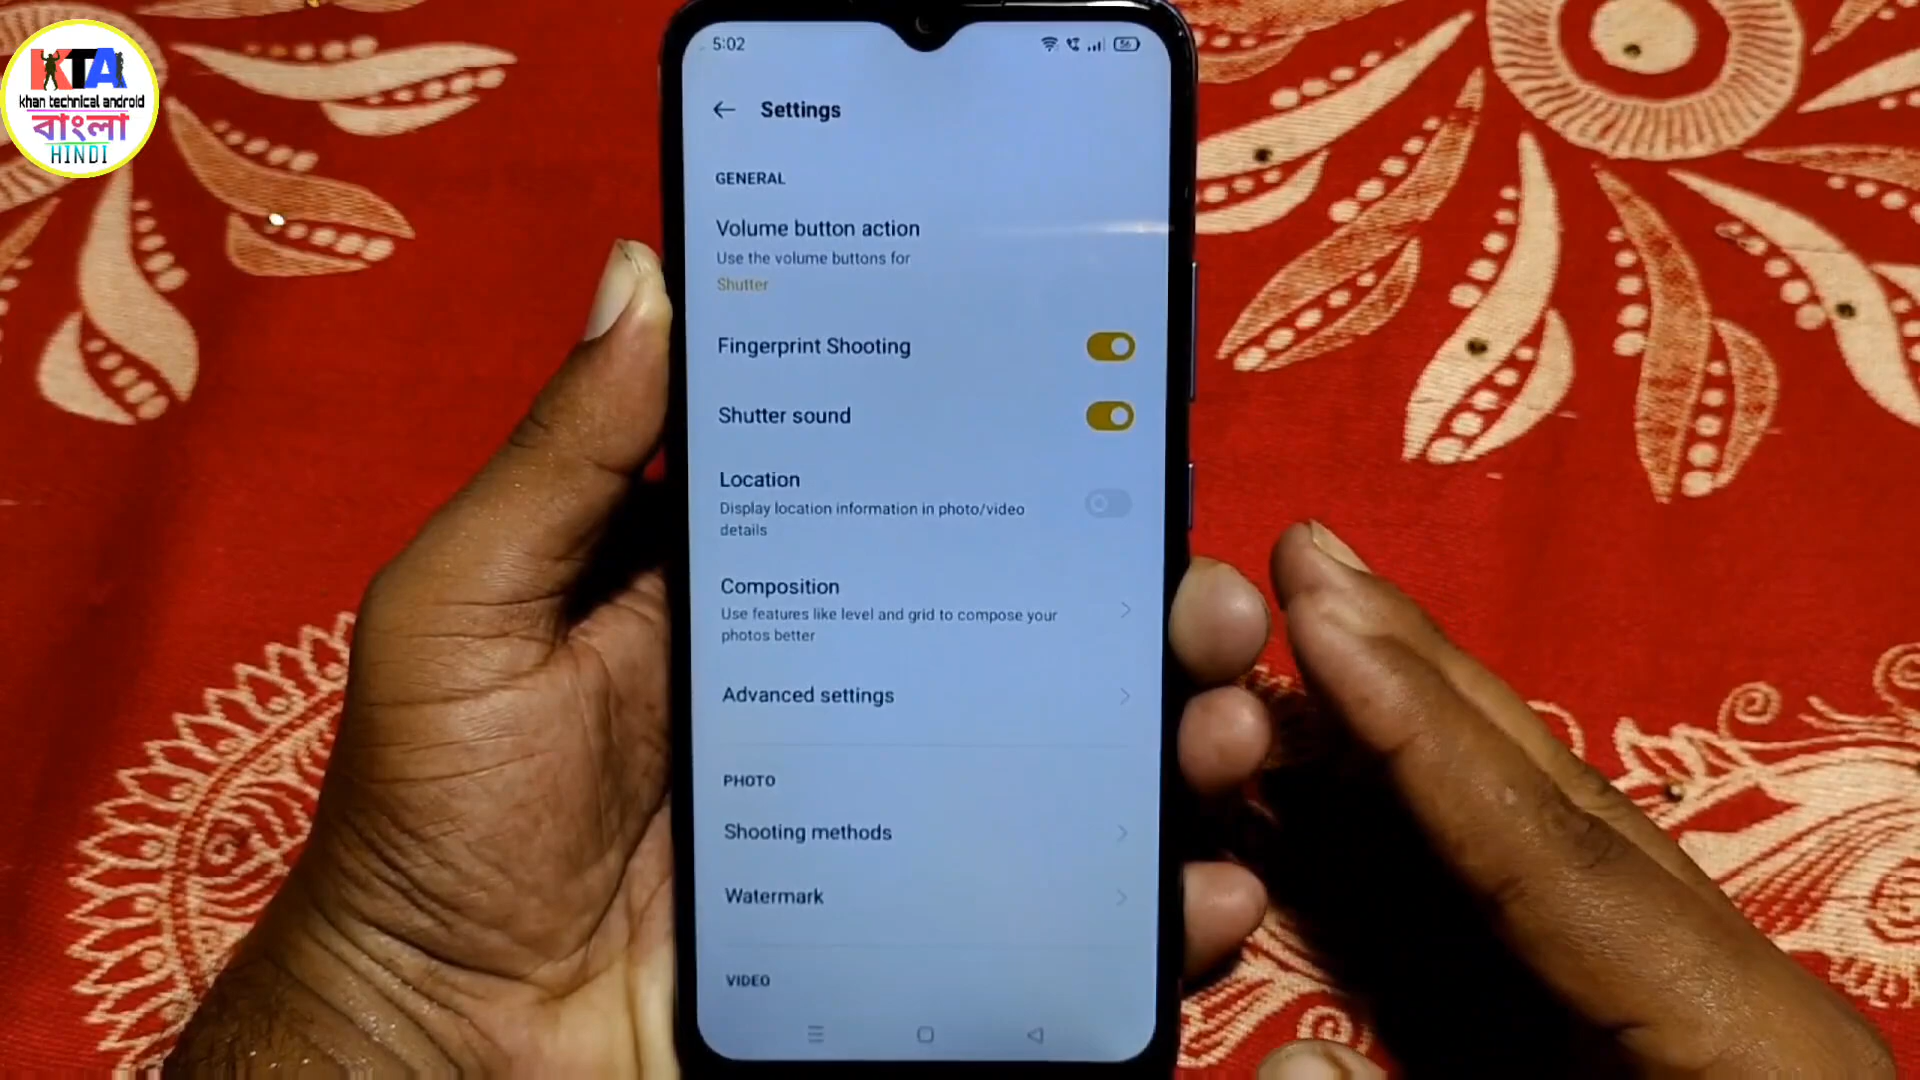 KTA
khan technical android
বাংলা
HINDI
5:02
56
Settings
GENERAL
Volume button action
Use the volume buttons for
Shutter
Fingerprint Shooting
Shutter sound
Location
Display location information in photo/video
details
Composition
Use features like level and grid to compose your
photos better
Advanced settings
PHOTO
Shooting methods
Watermark
VIDEO